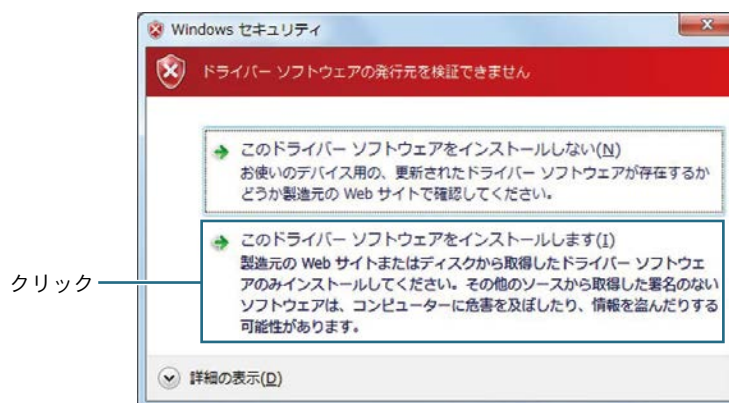 Windows セキュリティ
ドライバー ソフトウェアの発行元を検証できません
このドライバー ソフトウェアをインストールしない(N)
お使いのデバイス用の、更新されたドライバー ソフトウェアが存在するか
どうか製造元の Web サイトで確認してください。
このドライバー ソフトウェアをインストールします(I)
製造元の Web サイトまたはディスクから取得したドライバー ソフトウェ
アのみインストールしてください。その他のソースから取得した署名のない
ソフトウェアは、コンピューターに危害を及ぼしたり、情報を盗んだりする
可能性があります。
クリック
詳細の表示(D)